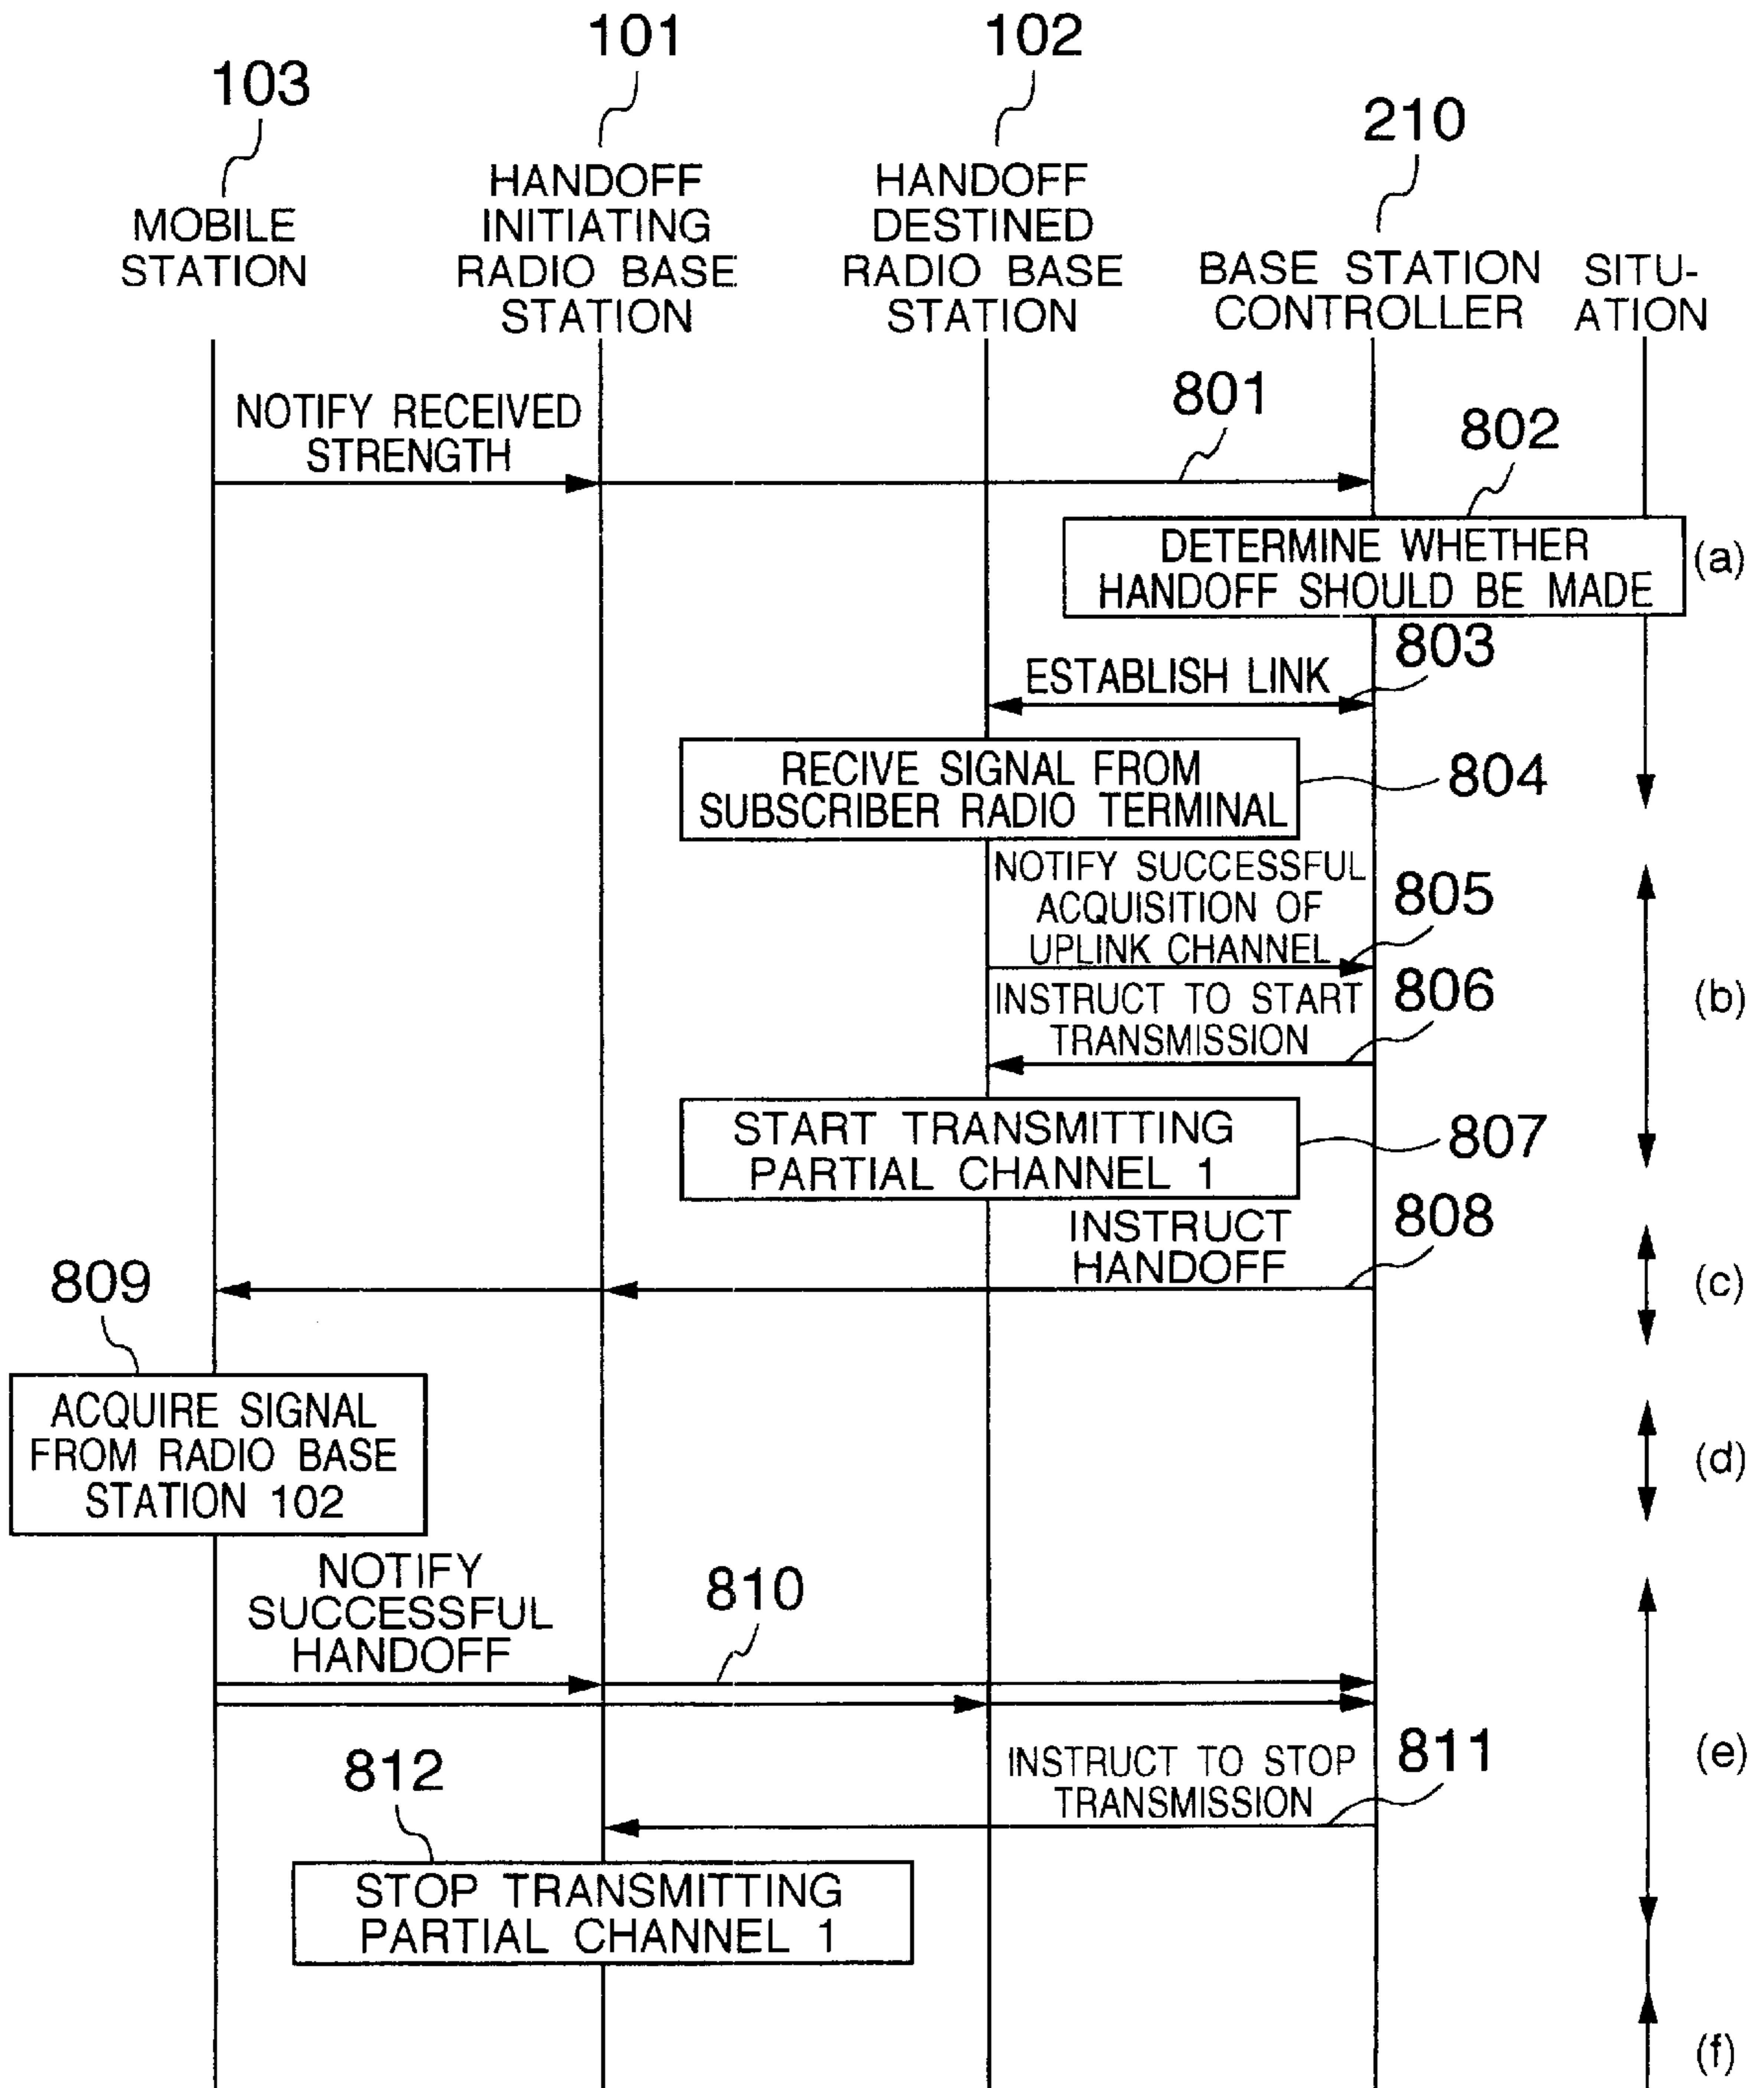 101
102
103
210
MOBILE
STATION
HANDOFF
INITIATING
RADIO BASE
STATION
HANDOFF
DESTINED
RADIO BASE
STATION
BASE STATION
CONTROLLER
SITU-
ATION
NOTIFY RECEIVED
STRENGTH
801
802
DETERMINE WHETHER
HANDOFF SHOULD BE MADE
(a)
803
ESTABLISH LINK
RECIVE SIGNAL FROM
SUBSCRIBER RADIO TERMINAL
804
NOTIFY SUCCESSFUL
ACQUISITION OF
UPLINK CHANNEL
805
INSTRUCT TO START
TRANSMISSION
806
(b)
START TRANSMITTING
PARTIAL CHANNEL 1
807
INSTRUCT
HANDOFF
808
(c)
809
ACQUIRE SIGNAL
FROM RADIO BASE
STATION 102
(d)
NOTIFY
SUCCESSFUL
HANDOFF
810
INSTRUCT TO STOP
TRANSMISSION
811
(e)
812
STOP TRANSMITTING
PARTIAL CHANNEL 1
(f)